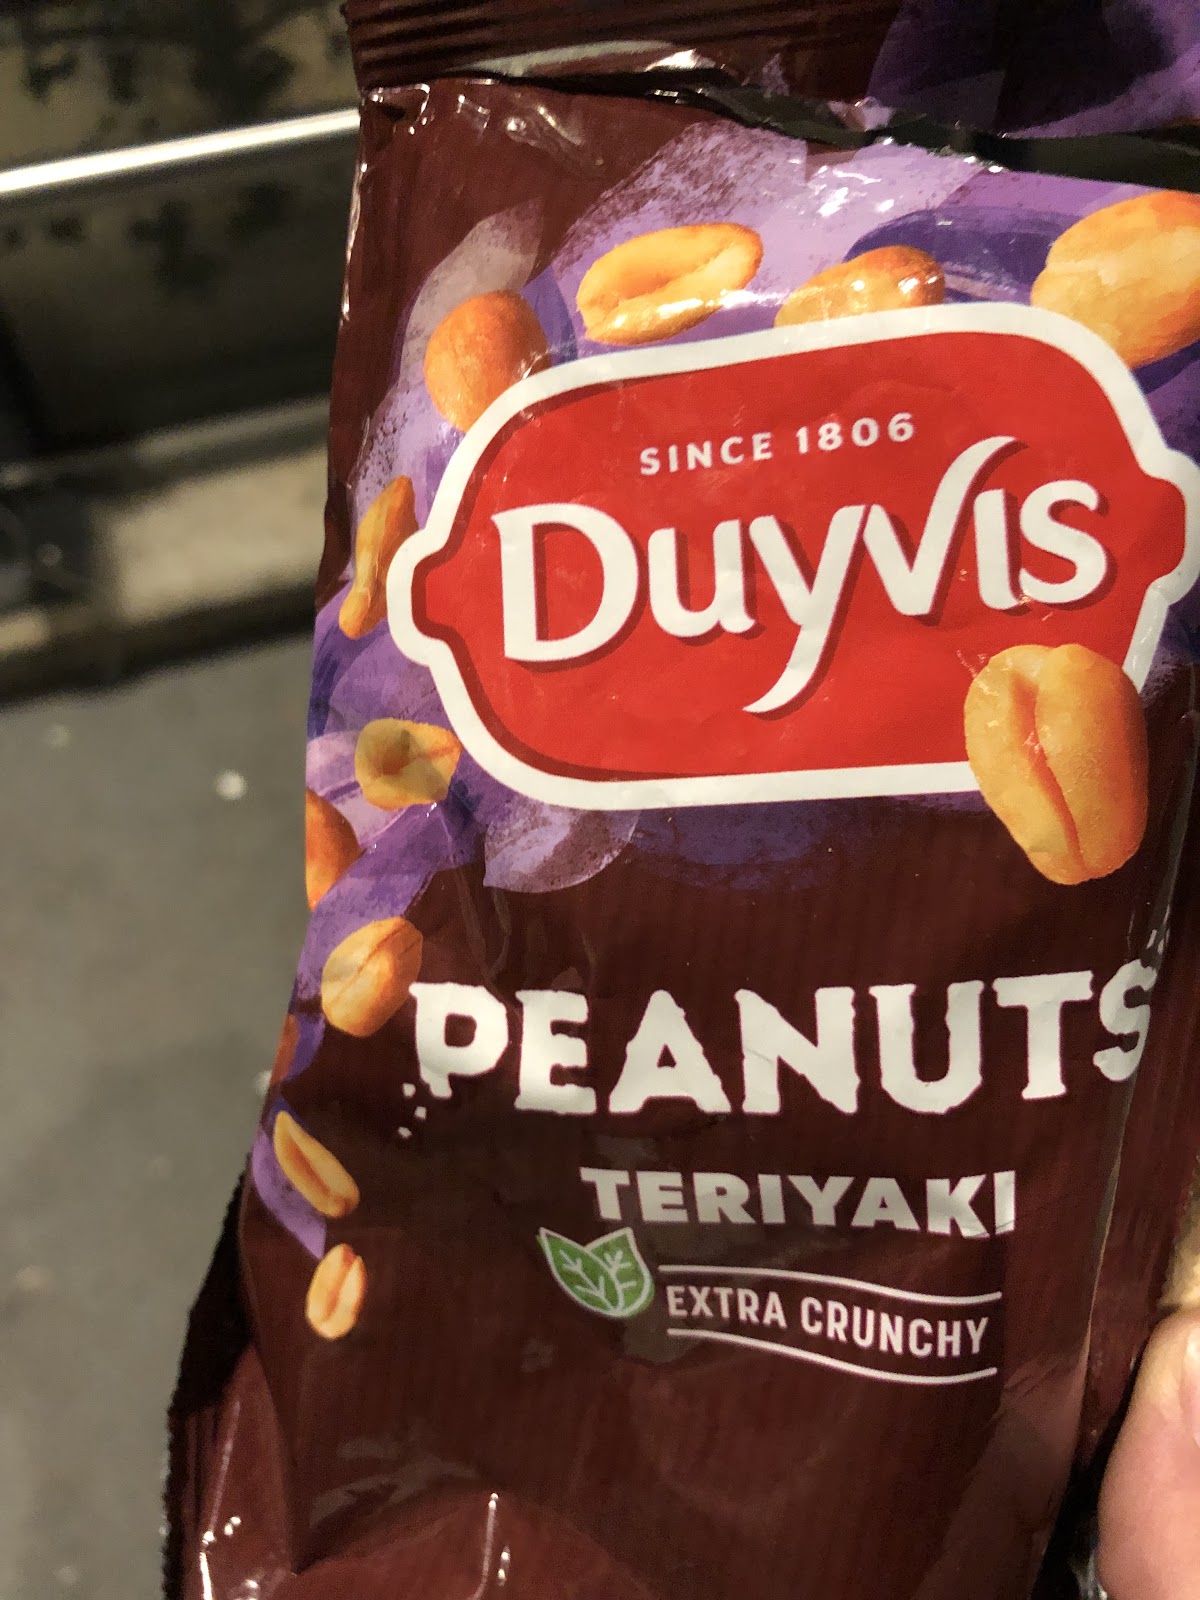 SINCE 1806
Duyvis
PEANUTS
TERIYAKI
EXTRA CRUNCHY